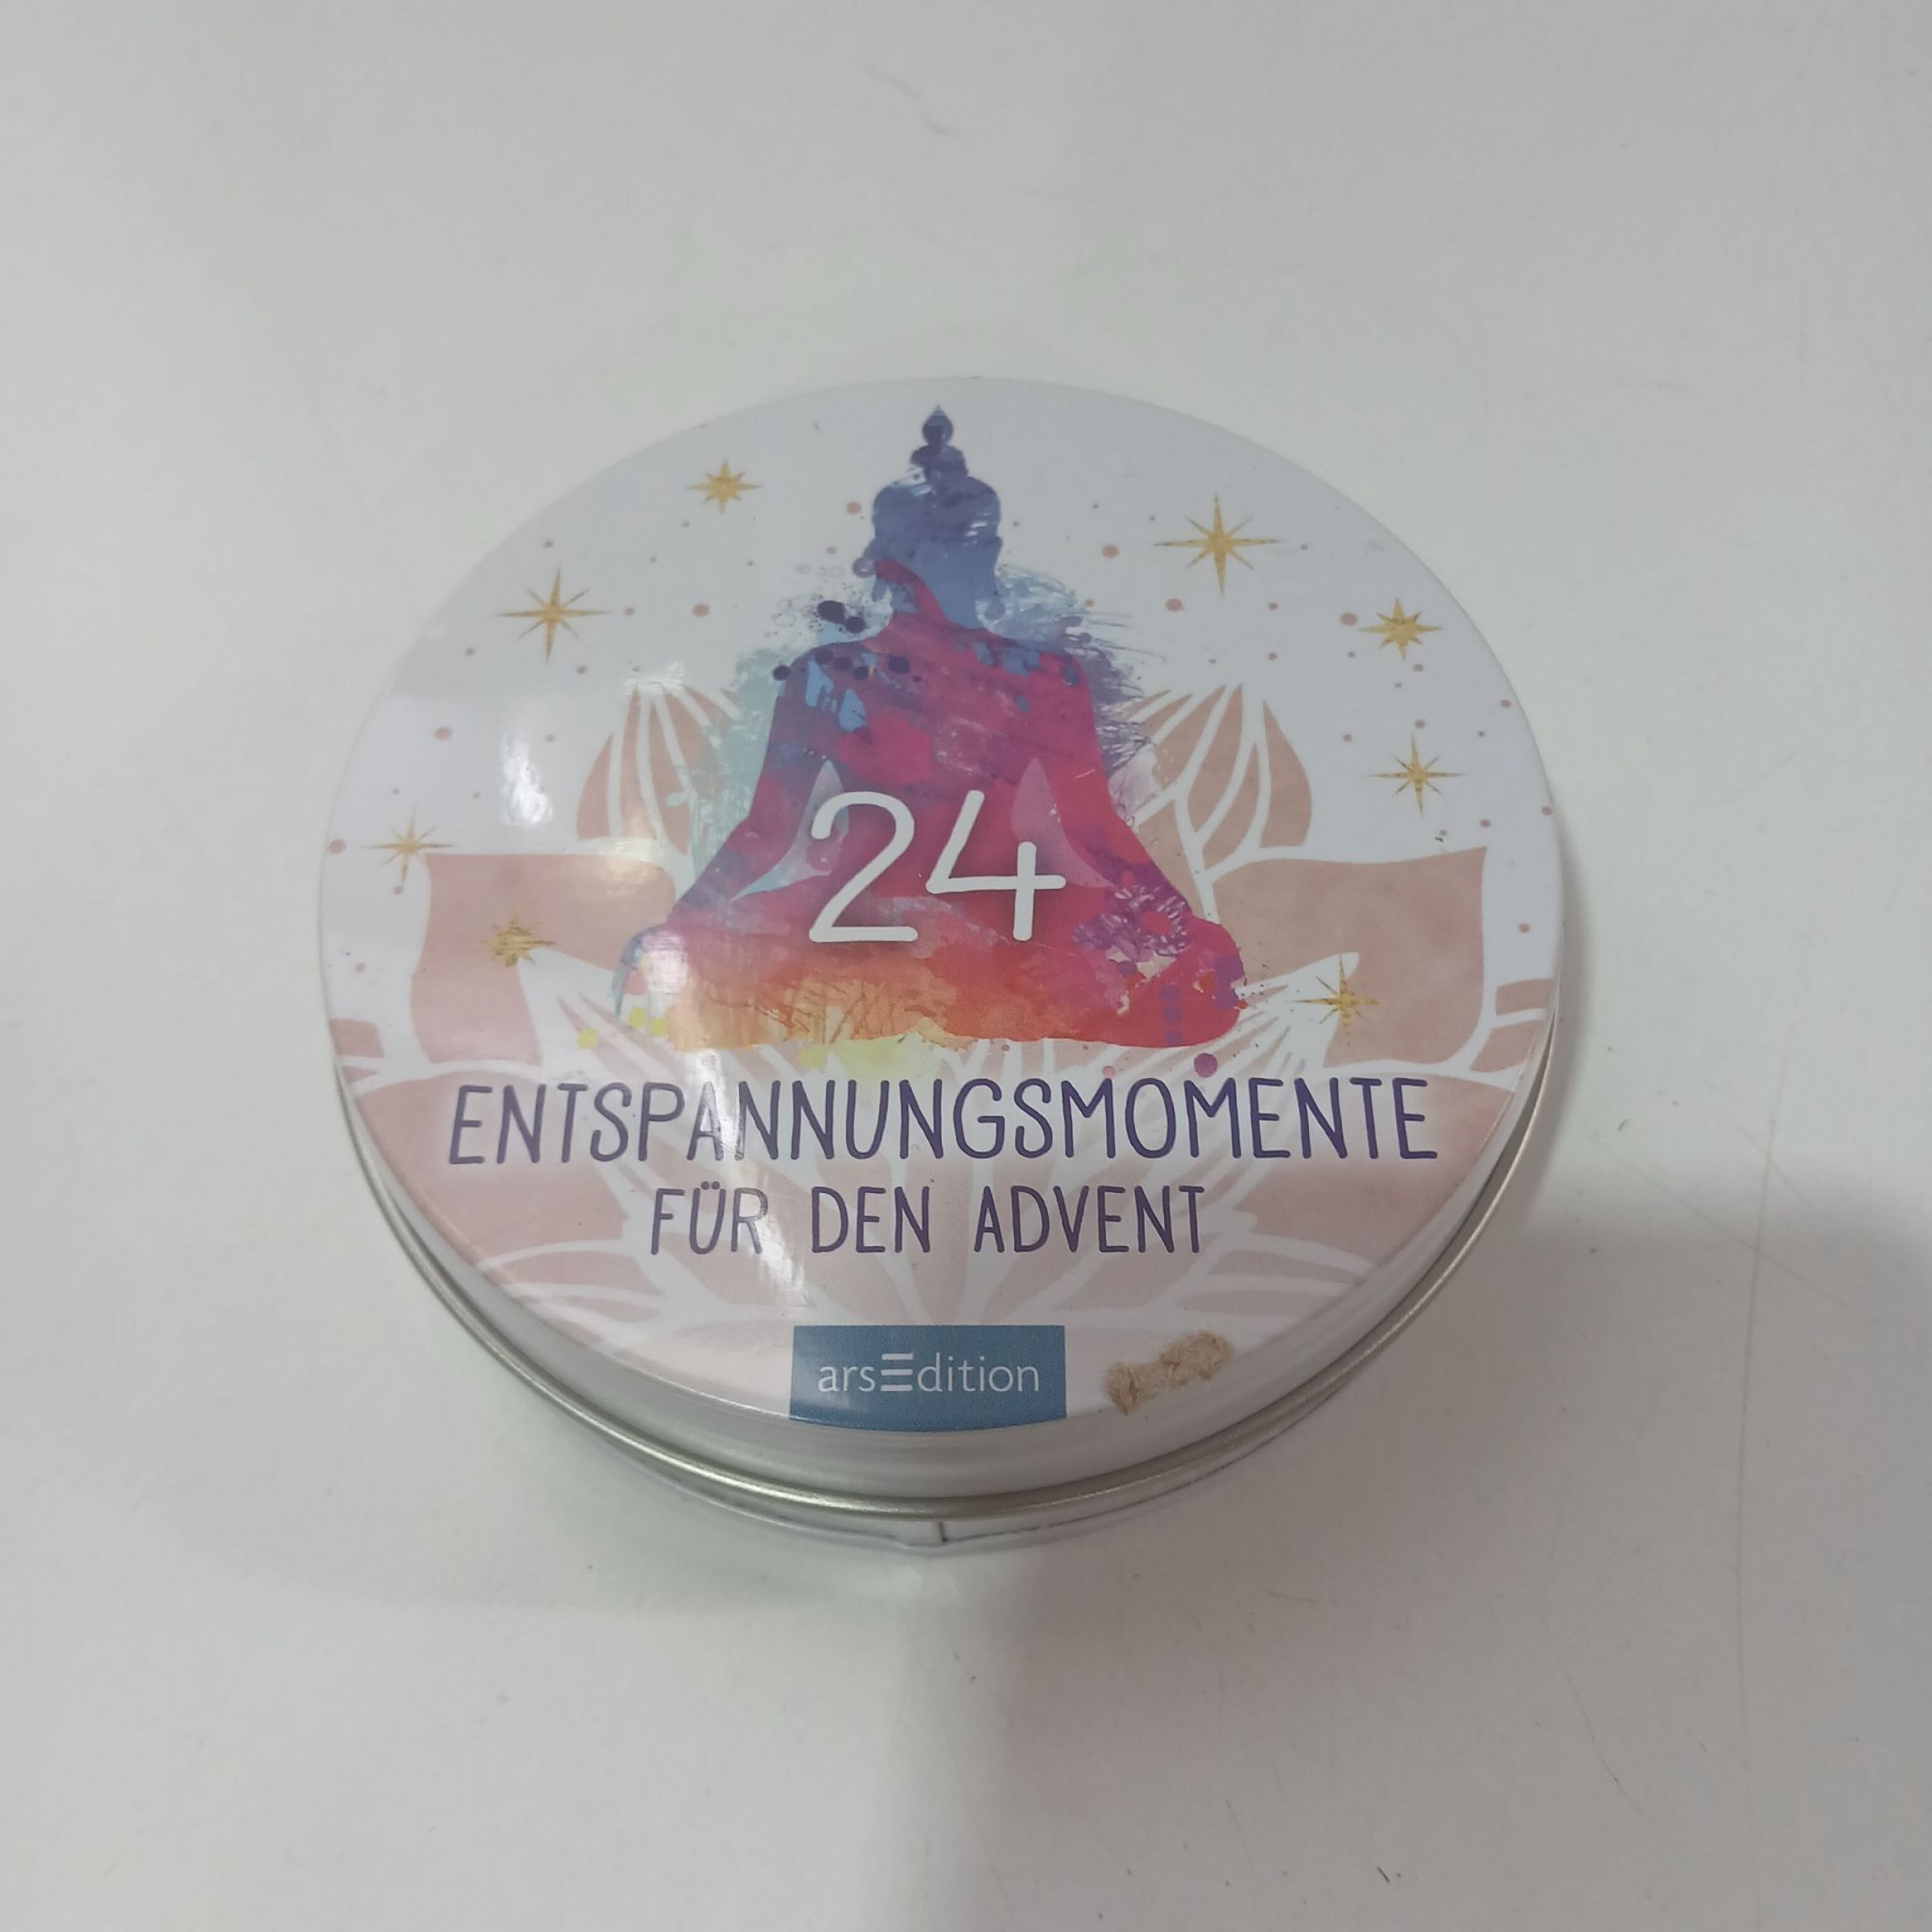 24
ENTSPANNUNGSMOMENTE
FÜR DEN ADVENT
arsEdition